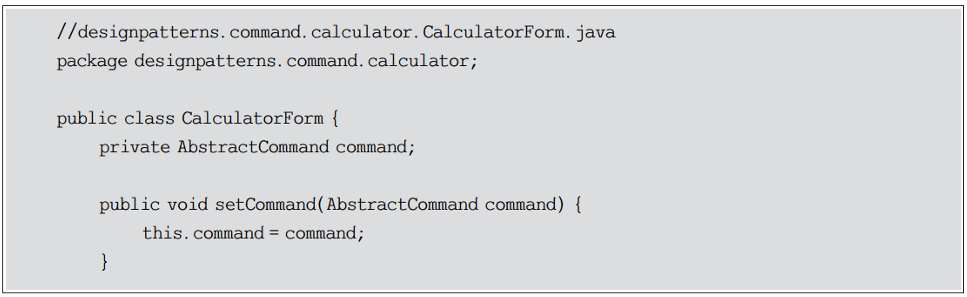 //designpatterns.command.calculator.CalculatorForm.java
package designpatterns.command.calculator;
public class CalculatorForm {
private AbstractCommand command;
public void setCommand(AbstractCommand command) {
this.command = command;
}